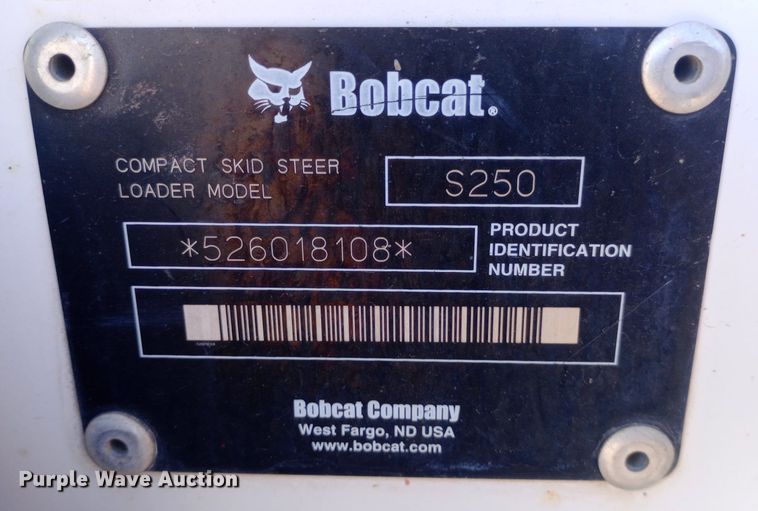 Bobcat®
COMPACT SKID STEER
LOADER MODEL
S250
*526018108*
PRODUCT
IDENTIFICATION
NUMBER
Bobcat Company
West Fargo, ND USA
www.bobcat.com
Purple Wave Auction